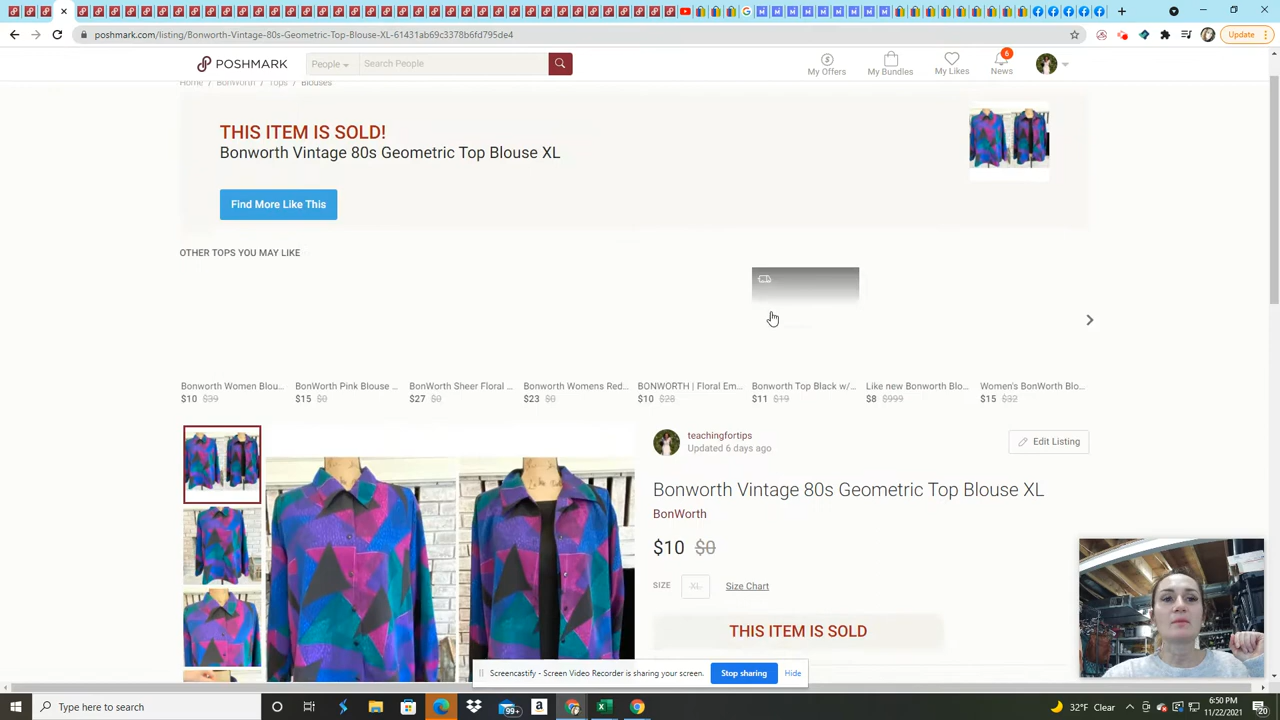 Update
poshmark.com/listing/Bonworth-Vintage-80s-Geometric-Top-Blouse-XL-61431ab69c3378b6fd795de4
POSHMARK
People
Search People
My Offers
My Bundles
My Likes
6
News
Home
BonWorth
Tops
Blouses
THIS ITEM IS SOLD!
Bonworth Vintage 80s Geometric Top Blouse XL
Find More Like This
OTHER TOPS YOU MAY LIKE
Bonworth Women Blou...
$10 $39
BonWorth Pink Blouse ...
$15 $0
BonWorth Sheer Floral ...
$27 $0
Bonworth Womens Red...
$23 $0
BONWORTH | Floral Em...
$10 $28
Bonworth Top Black w/...
$11 $19
Like new Bonworth Blo...
$8 $999
Women's BonWorth Blo...
$15 $32
teachingfortips
Updated 6 days ago
Edit Listing
Bonworth Vintage 80s Geometric Top Blouse XL
BonWorth
$10 $0
SIZE
XL
Size Chart
THIS ITEM IS SOLD
Screencastify - Screen Video Recorder is sharing your screen.
Stop sharing
Hide
Type here to search
99+
32°F Clear
6:50 PM
11/22/2021
20